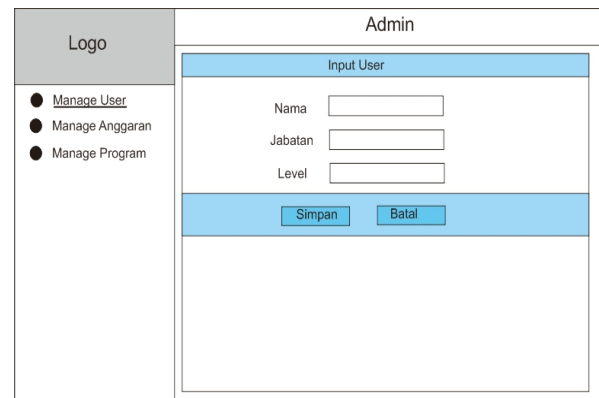 Logo
Admin
Manage User
Manage Anggaran
Manage Program
Input User
Nama
Jabatan
Level
Simpan Batal